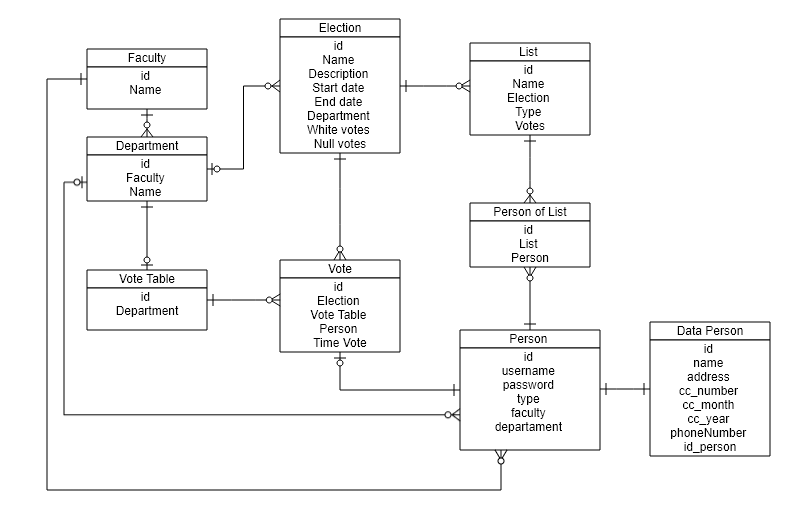 Faculty
id
Name
Department
id
Faculty
Name
Vote Table
id
Department
Election
id
Name
Description
Start date
End date
Department
White votes
Null votes
Vote
id
Election
Vote Table
Person
Time Vote
List
id
Name
Election
Type
Votes
Person of List
id
List
Person
Person
id
username
password
type
faculty
departament
Data Person
id
name
address
cc_number
cc_month
cc_year
phoneNumber
id_person